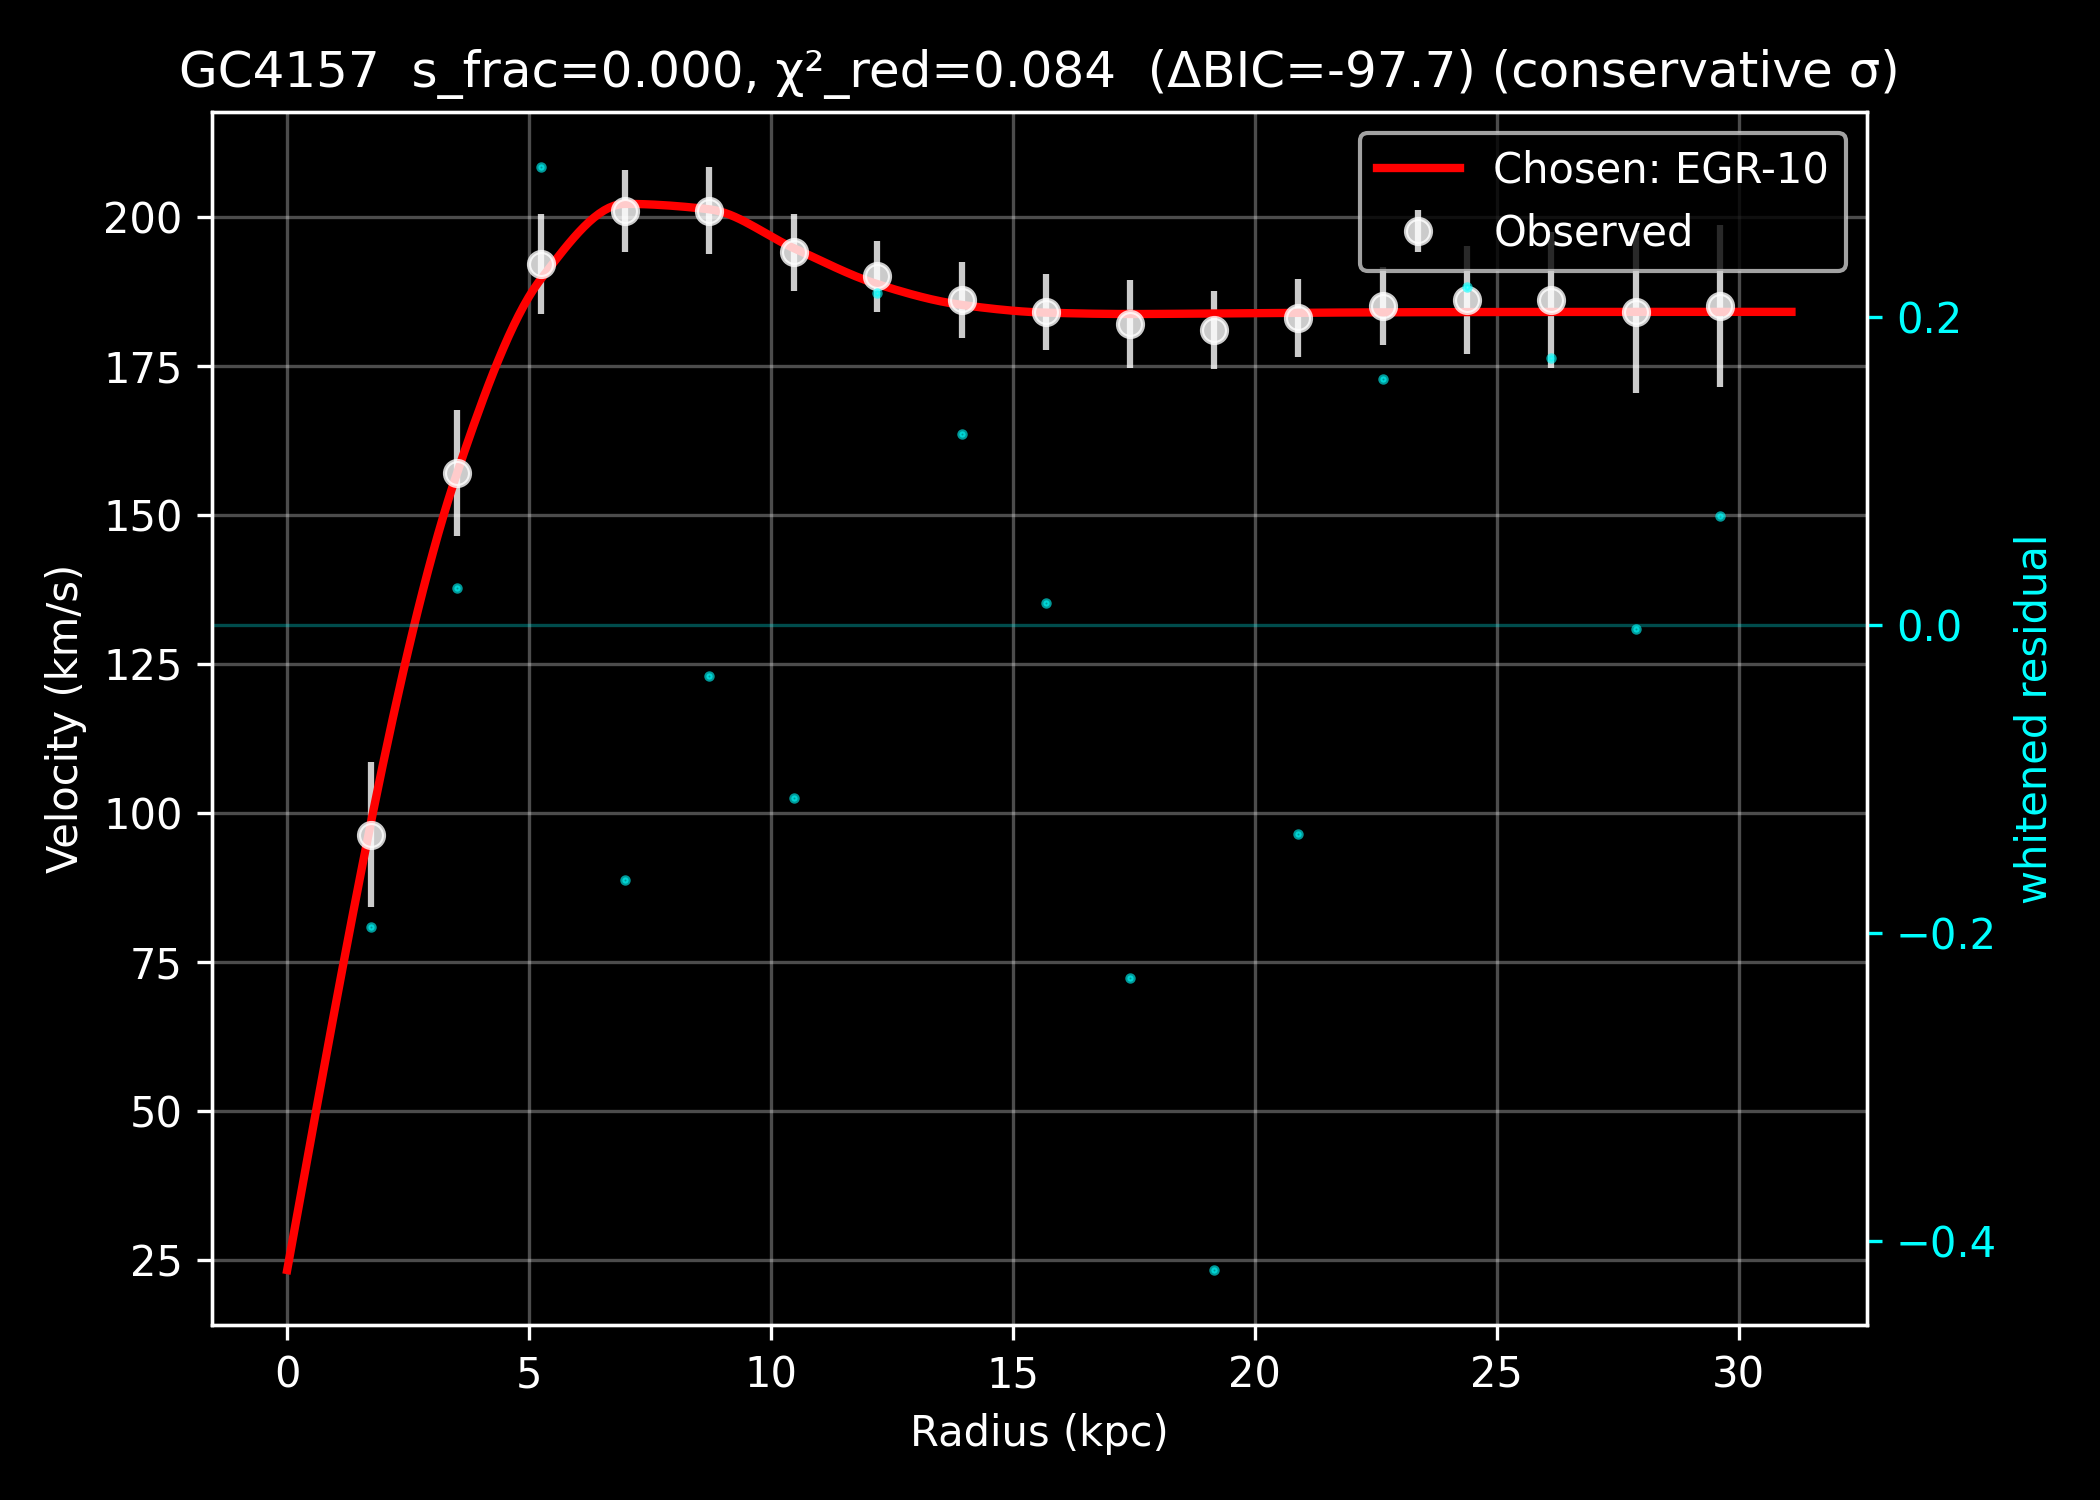 GC4157  s_frac=0.000, χ²_red=0.084  (ΔBIC=-97.7) (conservative σ)
Chosen: EGR-10
Observed
Velocity (km/s)
200
175
150
125
100
75
50
25
0.2
0.0
−0.2
−0.4
whitened residual
0 5 10 15 20 25 30
Radius (kpc)